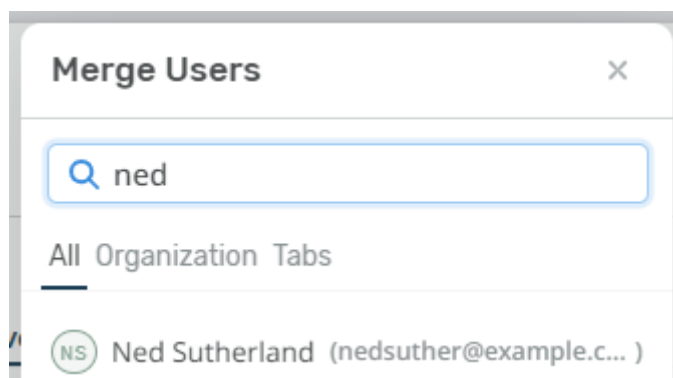 Merge Users
ned
All Organization Tabs
NS Ned Sutherland (nedsuther@example.c... )